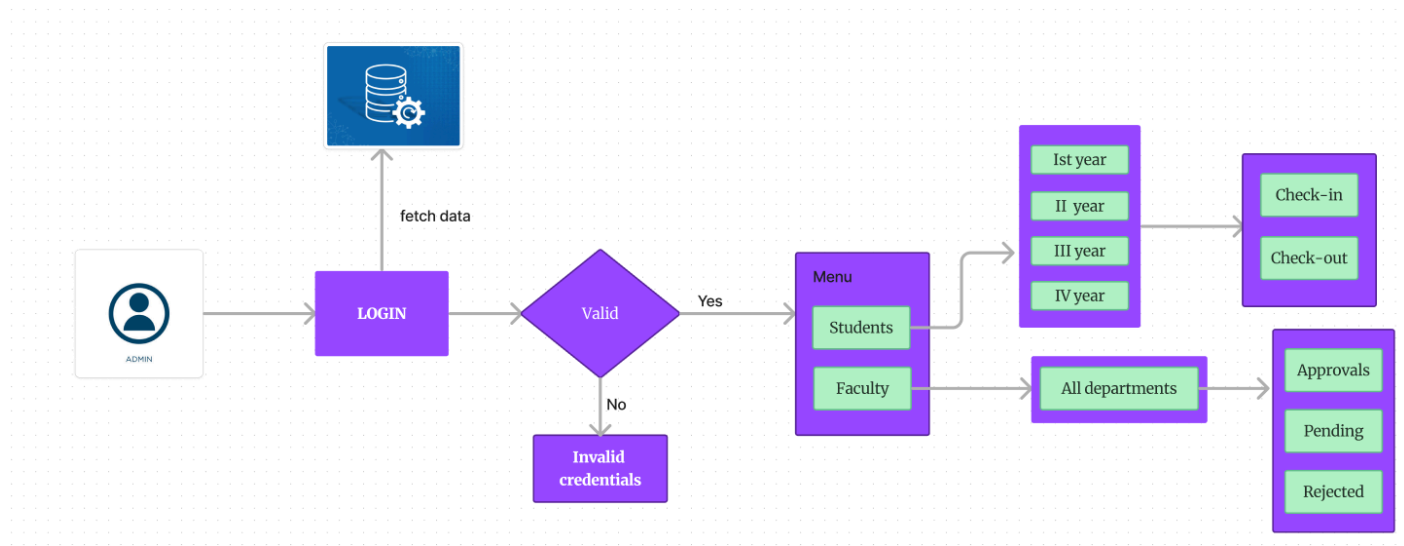 fetch data
ADMIN
LOGIN
Valid
Yes
No
Invalid
credentials
Menu
Students
Faculty
Ist year
II year
III year
IV year
Check-in
Check-out
All departments
Approvals
Pending
Rejected